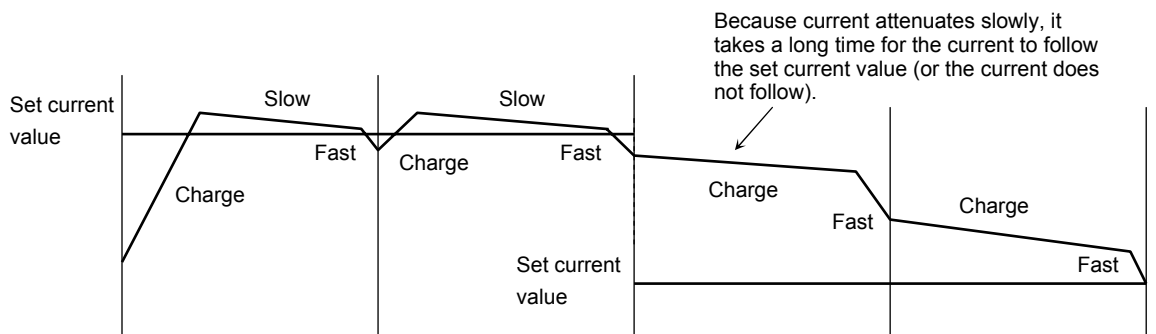 Because current attenuates slowly, it
takes a long time for the current to follow
the set current value (or the current does
not follow).
Set current
value
Slow
Slow
Fast
Charge
Fast
Charge
Charge
Charge
Fast
Set current
value
Fast